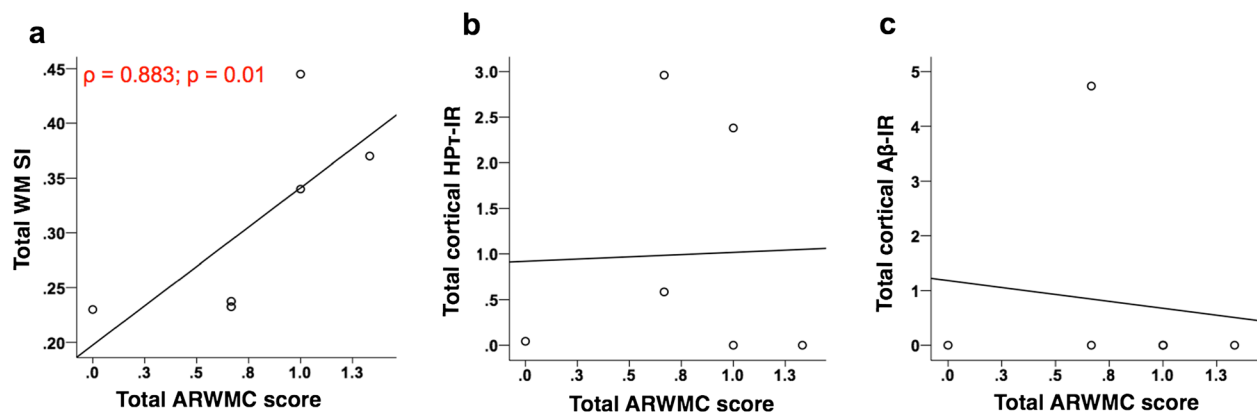 a
ρ = 0.883; p = 0.01
Total WM SI
.45
.40
.35
.30
.25
.20
.0 .3 .5 .8 1.0 1.3
Total ARWMC score
b
Total cortical HPτ-IR
3.0
2.5
2.0
1.5
1.0
.5
.0
.0 .3 .5 .8 1.0 1.3
Total ARWMC score
c
Total cortical Aβ-IR
5
4
3
2
1
0
.0 .3 .5 .8 1.0 1.3
Total ARWMC score